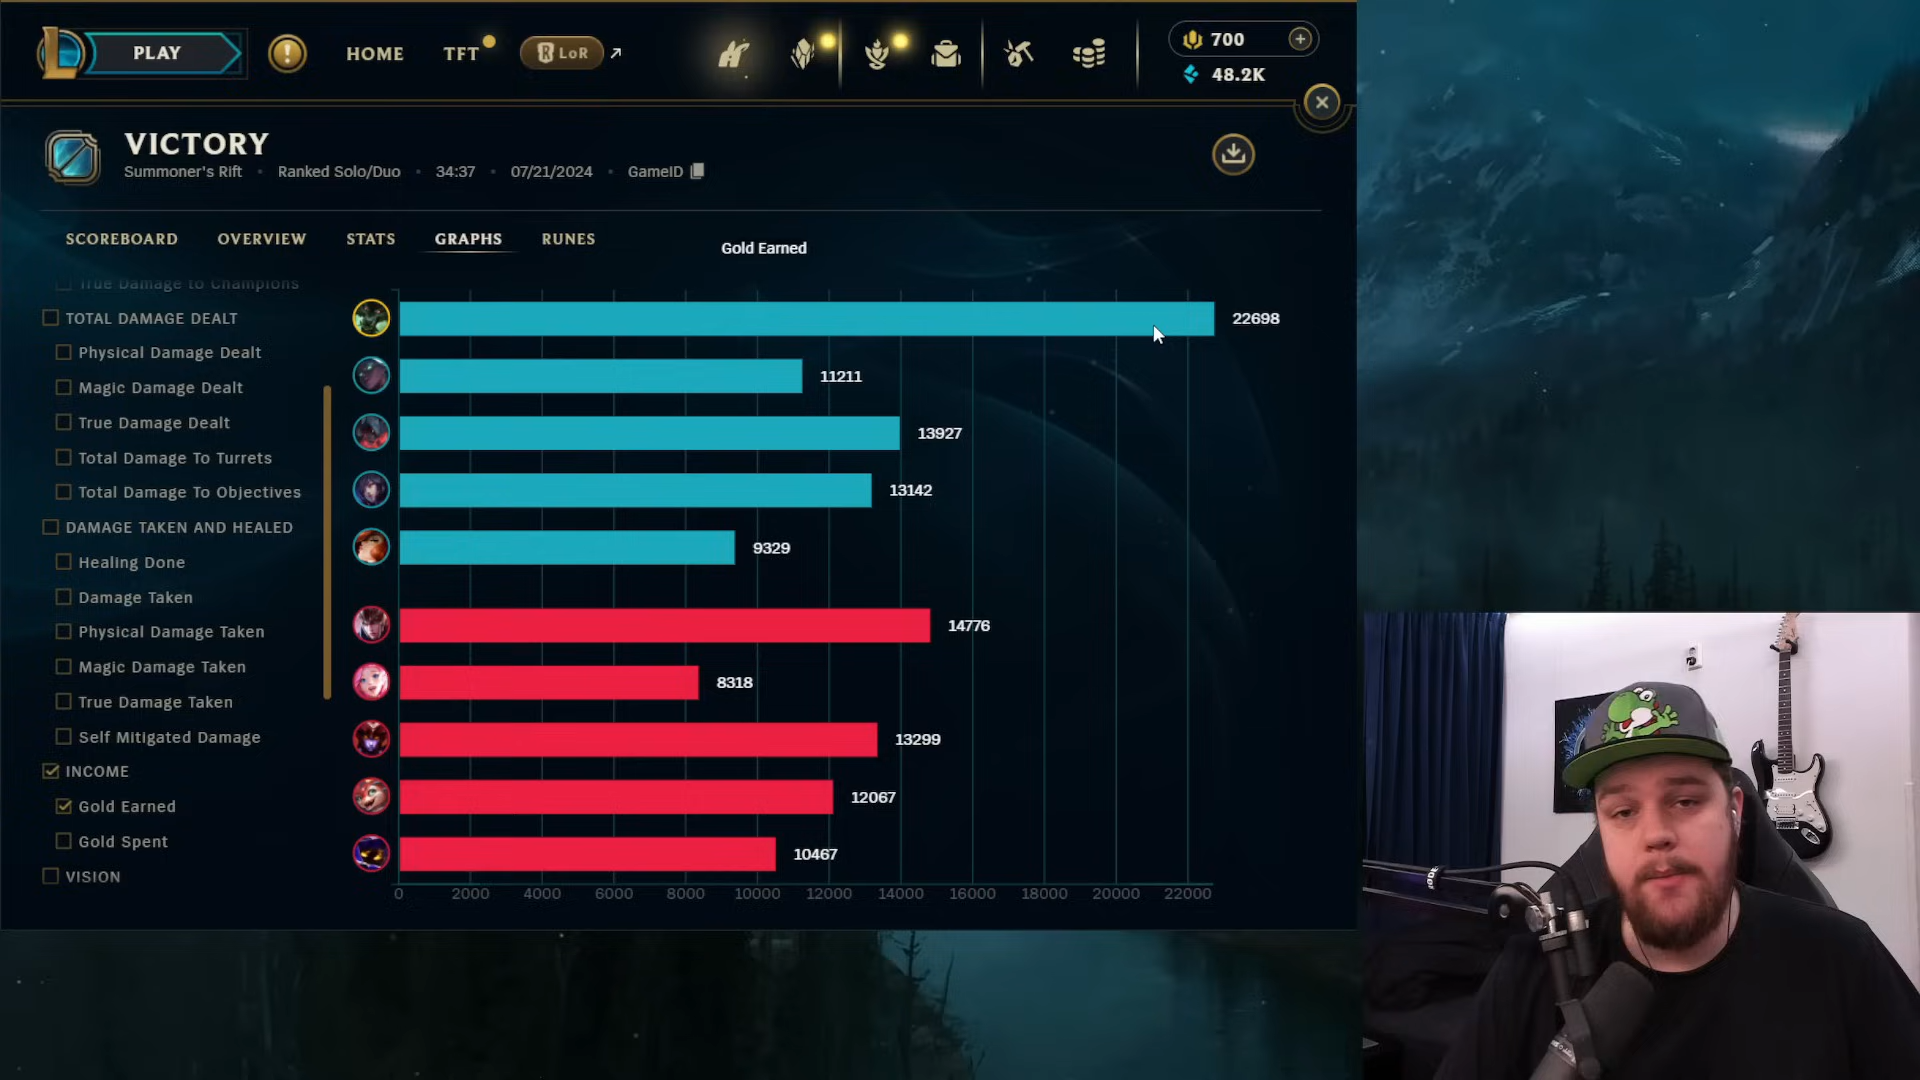 PLAY
HOME
TFT
LoR
700
48.2K
VICTORY
Summoner's Rift • Ranked Solo/Duo • 34:37 • 07/21/2024 • GameID
SCOREBOARD OVERVIEW STATS GRAPHS RUNES
Gold Earned
True Damage to Champions
TOTAL DAMAGE DEALT
Physical Damage Dealt
Magic Damage Dealt
True Damage Dealt
Total Damage To Turrets
Total Damage To Objectives
DAMAGE TAKEN AND HEALED
Healing Done
Damage Taken
Physical Damage Taken
Magic Damage Taken
True Damage Taken
Self Mitigated Damage
INCOME
Gold Earned
Gold Spent
VISION
22698
11211
13927
13142
9329
14776
8318
13299
12067
10467
0 2000 4000 6000 8000 10000 12000 14000 16000 18000 20000 22000